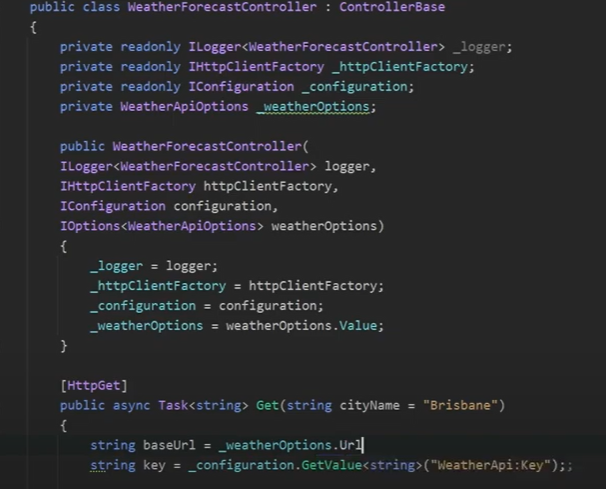 public class WeatherForecastController : ControllerBase
{
private readonly ILogger<WeatherForecastController> _logger;
private readonly IHttpClientFactory _httpClientFactory;
private readonly IConfiguration _configuration;
private WeatherApiOptions _weatherOptions;
public WeatherForecastController(
ILogger<WeatherForecastController> logger,
IHttpClientFactory httpClientFactory,
IConfiguration configuration,
IOptions<WeatherApiOptions> weatherOptions)
{
_logger = logger;
_httpClientFactory = httpClientFactory;
_configuration = configuration;
_weatherOptions = weatherOptions.Value;
}
[HttpGet]
public async Task<string> Get(string cityName = "Brisbane")
{
string baseUrl = _weatherOptions.Url
string key = _configuration.GetValue<string>("WeatherApi:Key");;